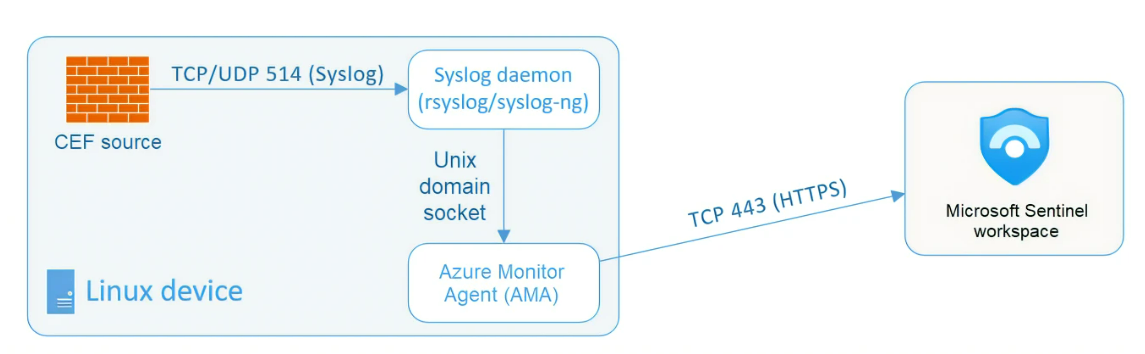 TCP/UDP 514 (Syslog)
Syslog daemon
(rsyslog/syslog-ng)
CEF source
Unix
domain
socket
TCP 443 (HTTPS)
Microsoft Sentinel
workspace
Azure Monitor
Agent (AMA)
Linux device